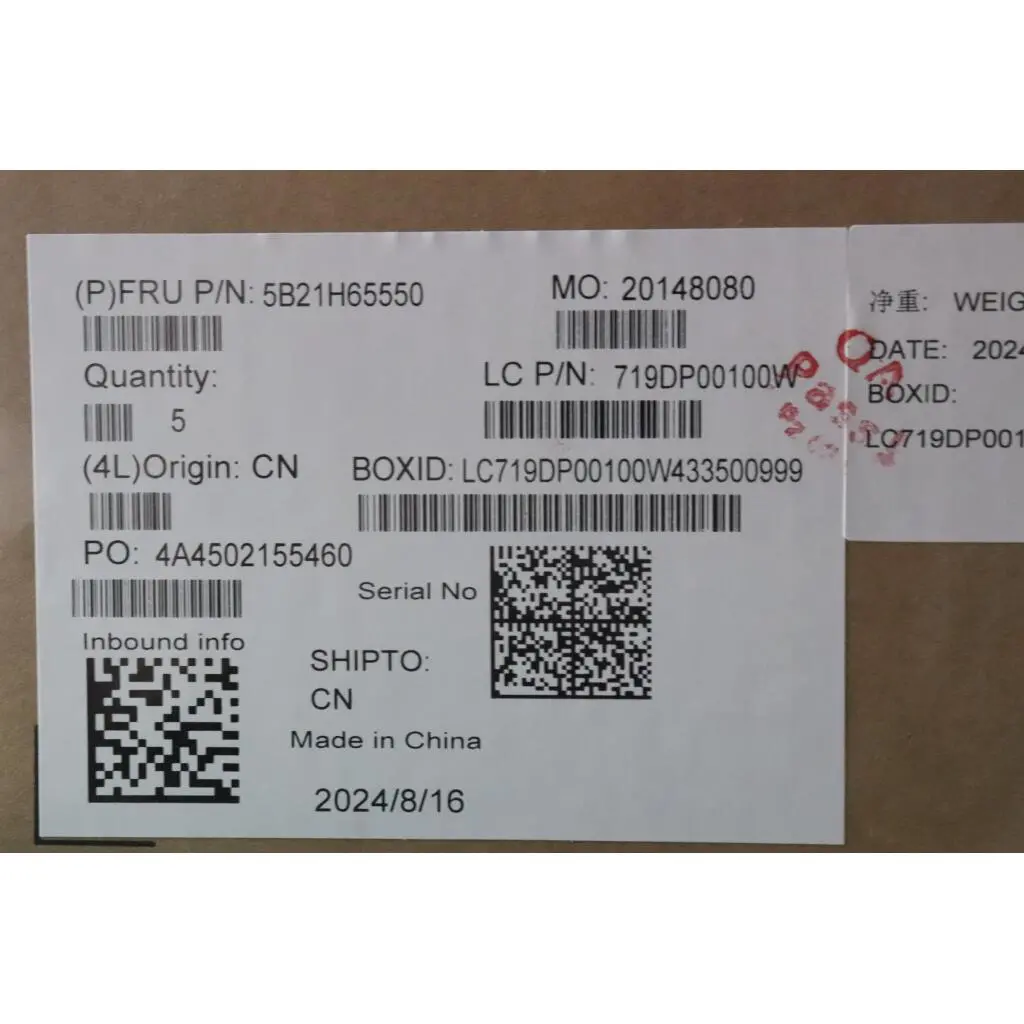 (P)FRU P/N: 5B21H65550
MO: 20148080
Quantity:
5
LC P/N: 719DP00100W
(4L)Origin: CN
BOXID: LC719DP00100W433500999
PO: 4A4502155460
Serial No
Inbound info
SHIPTO:
CN
Made in China
2024/8/16
净重: WEIG
DATE: 2024
BOXID:
LC719DP001
Passed